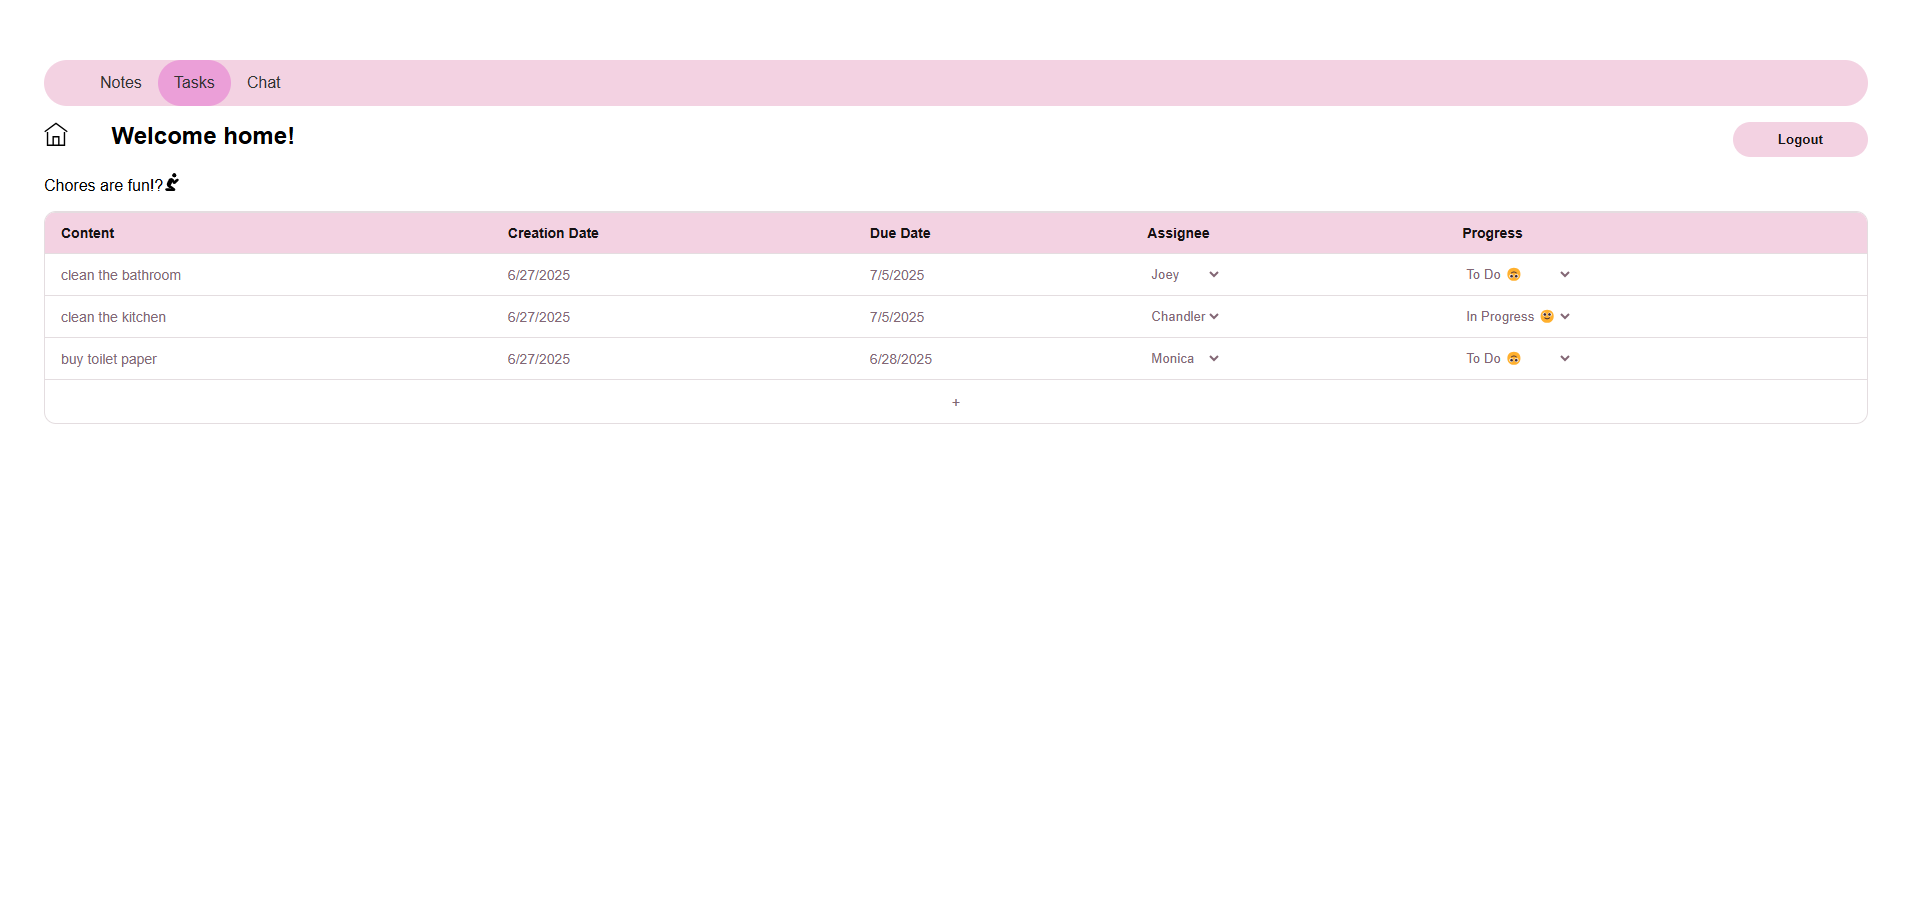 Notes Tasks Chat
Welcome home!
Logout
Chores are fun!?
Content Creation Date Due Date Assignee Progress
clean the bathroom 6/27/2025 7/5/2025 Joey To Do 🙃
clean the kitchen 6/27/2025 7/5/2025 Chandler In Progress 🙂
buy toilet paper 6/27/2025 6/28/2025 Monica To Do 🙃
+